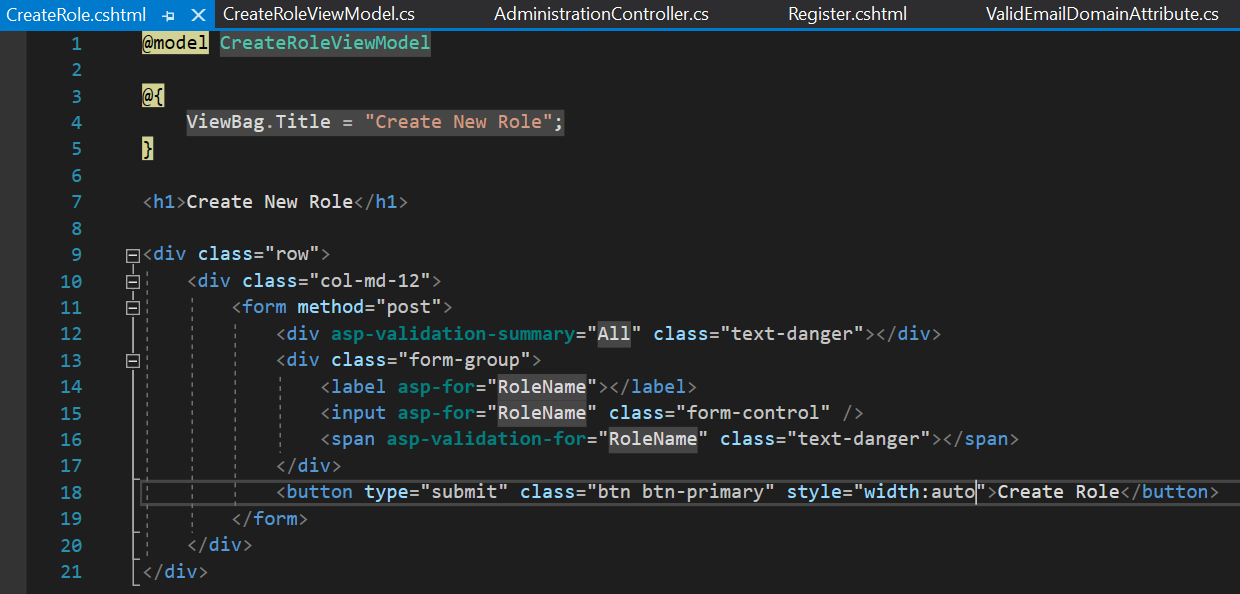 CreateRole.cshtml CreateRoleViewModel.cs AdministrationController.cs Register.cshtml ValidEmailDomainAttribute.cs
1 @model CreateRoleViewModel
2
3 @{
4 ViewBag.Title = "Create New Role";
5 }
6
7 <h1>Create New Role</h1>
8
9 <div class="row">
10 <div class="col-md-12">
11 <form method="post">
12 <div asp-validation-summary="All" class="text-danger"></div>
13 <div class="form-group">
14 <label asp-for="RoleName"></label>
15 <input asp-for="RoleName" class="form-control" />
16 <span asp-validation-for="RoleName" class="text-danger"></span>
17 </div>
18 <button type="submit" class="btn btn-primary" style="width:auto">Create Role</button>
19 </form>
20 </div>
21 </div>